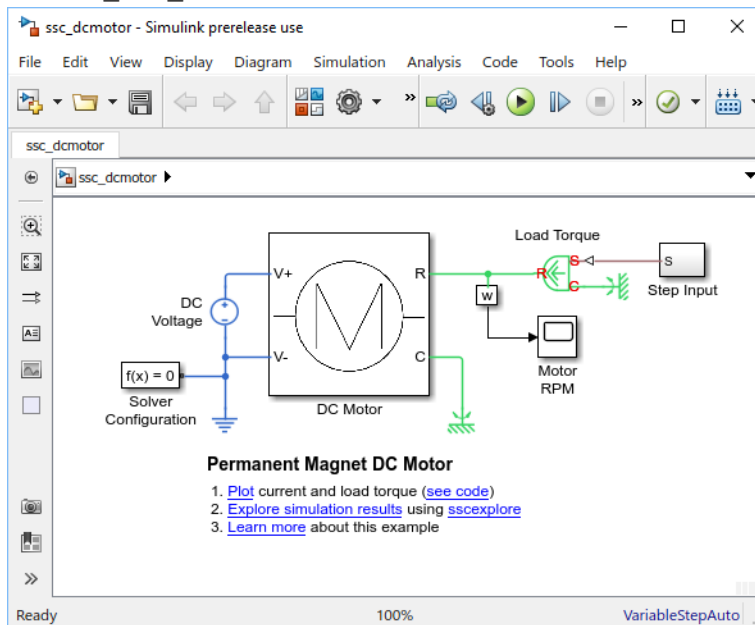 ssc_dcmotor - Simulink prerelease use
File Edit View Display Diagram Simulation Analysis Code Tools Help
ssc_dcmotor
ssc_dcmotor
Load Torque
V+
R
R
S
C
S
Step Input
DC
Voltage
w
V-
C
f(x) = 0
Solver
Configuration
DC Motor
Motor
RPM
Permanent Magnet DC Motor
1. Plot current and load torque (see code)
2. Explore simulation results using sscexplore
3. Learn more about this example
Ready 100% VariableStepAuto